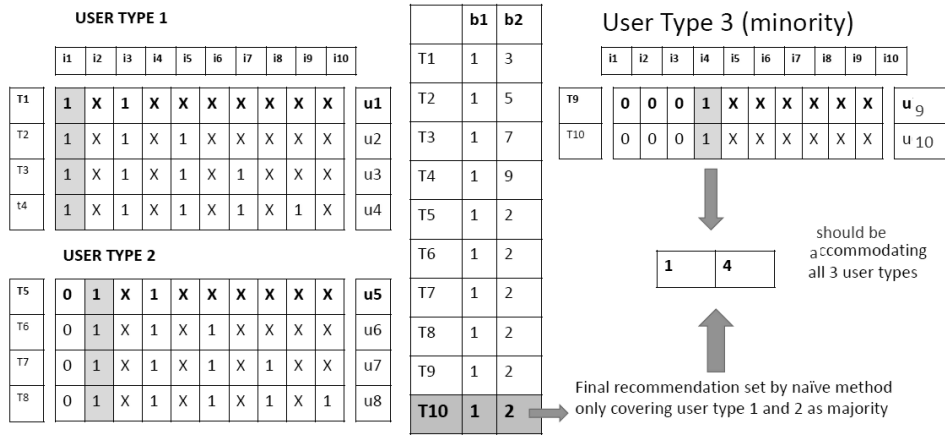 USER TYPE 1
i1 i2 i3 i4 i5 i6 i7 i8 i9 i10
T1 1 X 1 X X X X X X X u1
T2 1 X 1 X 1 X X X X X u2
T3 1 X 1 X 1 X 1 X X X u3
t4 1 X 1 X 1 X 1 X 1 X u4
USER TYPE 2
T5 0 1 X 1 X X X X X X u5
T6 0 1 X 1 X 1 X X X X u6
T7 0 1 X 1 X 1 X 1 X X u7
T8 0 1 X 1 X 1 X 1 X 1 u8
b1 b2
T1 1 3
T2 1 5
T3 1 7
T4 1 9
T5 1 2
T6 1 2
T7 1 2
T8 1 2
T9 1 2
T10 1 2
User Type 3 (minority)
i1 i2 i3 i4 i5 i6 i7 i8 i9 i10
T9 0 0 0 1 X X X X X X u 9
T10 0 0 0 1 X X X X X X u 10
1 4
should be
accommodating
all 3 user types
Final recommendation set by naïve method
only covering user type 1 and 2 as majority